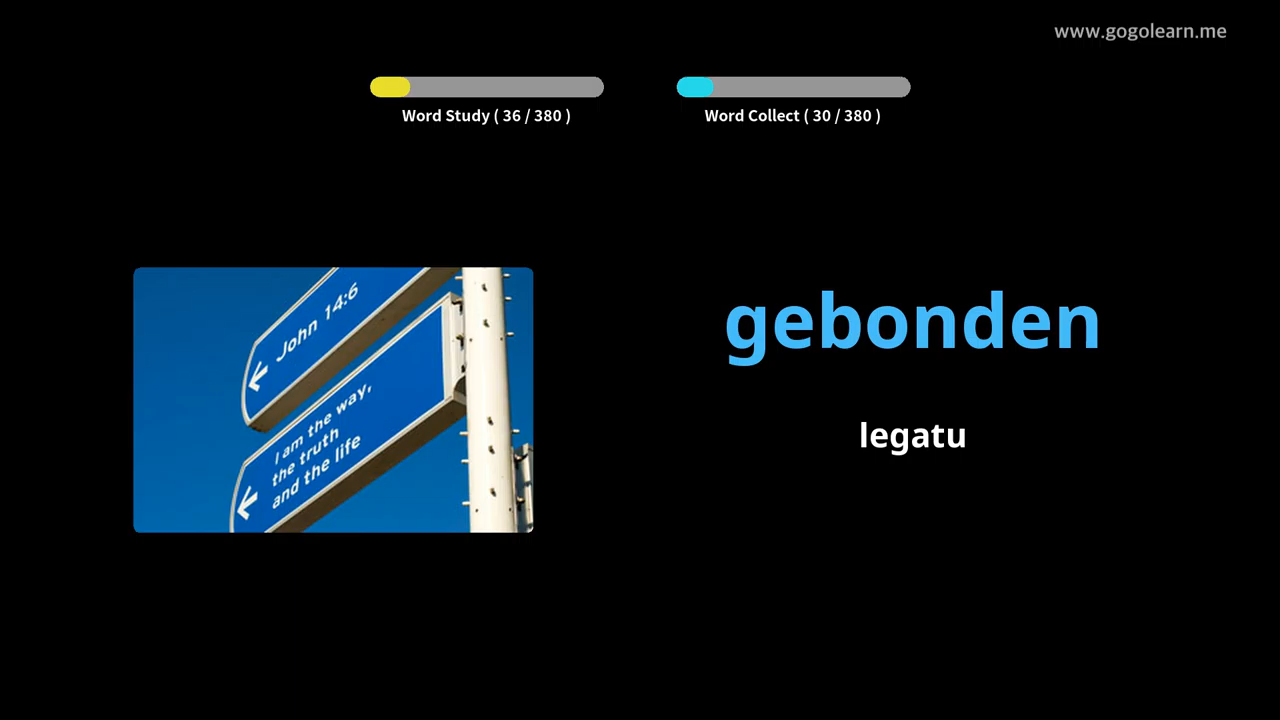 www.gogolearn.me
Word Study ( 36 / 380 )
Word Collect ( 30 / 380 )
John 14:6
I am the way,
the truth
and the life
gebonden
legatu